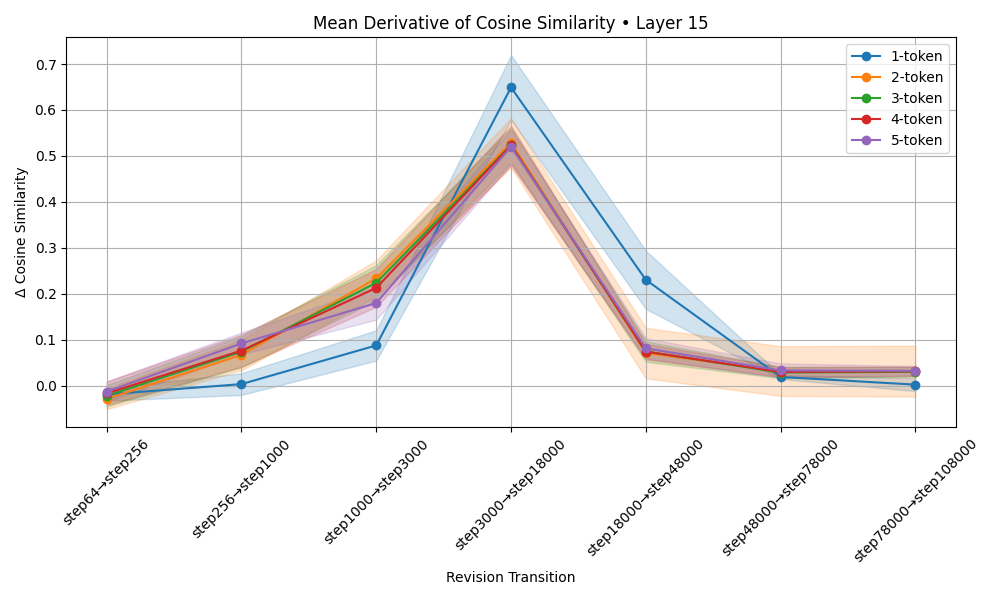 Mean Derivative of Cosine Similarity • Layer 15
Δ Cosine Similarity
0.7
0.6
0.5
0.4
0.3
0.2
0.1
0.0
1-token
2-token
3-token
4-token
5-token
step64→step256
step256→step1000
step1000→step3000
step3000→step18000
step18000→step48000
step48000→step78000
step78000→step108000
Revision Transition